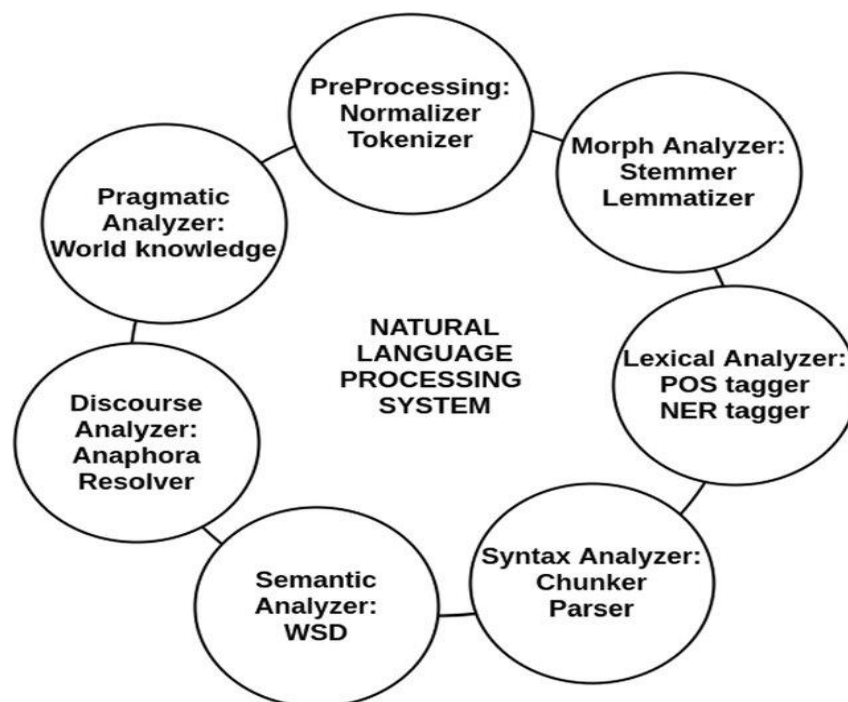 PreProcessing:
Normalizer
Tokenizer
Morph Analyzer:
Stemmer
Lemmatizer
Lexical Analyzer:
POS tagger
NER tagger
Syntax Analyzer:
Chunker
Parser
Semantic
Analyzer:
WSD
Discourse
Analyzer:
Anaphora
Resolver
Pragmatic
Analyzer:
World knowledge
NATURAL
LANGUAGE
PROCESSING
SYSTEM